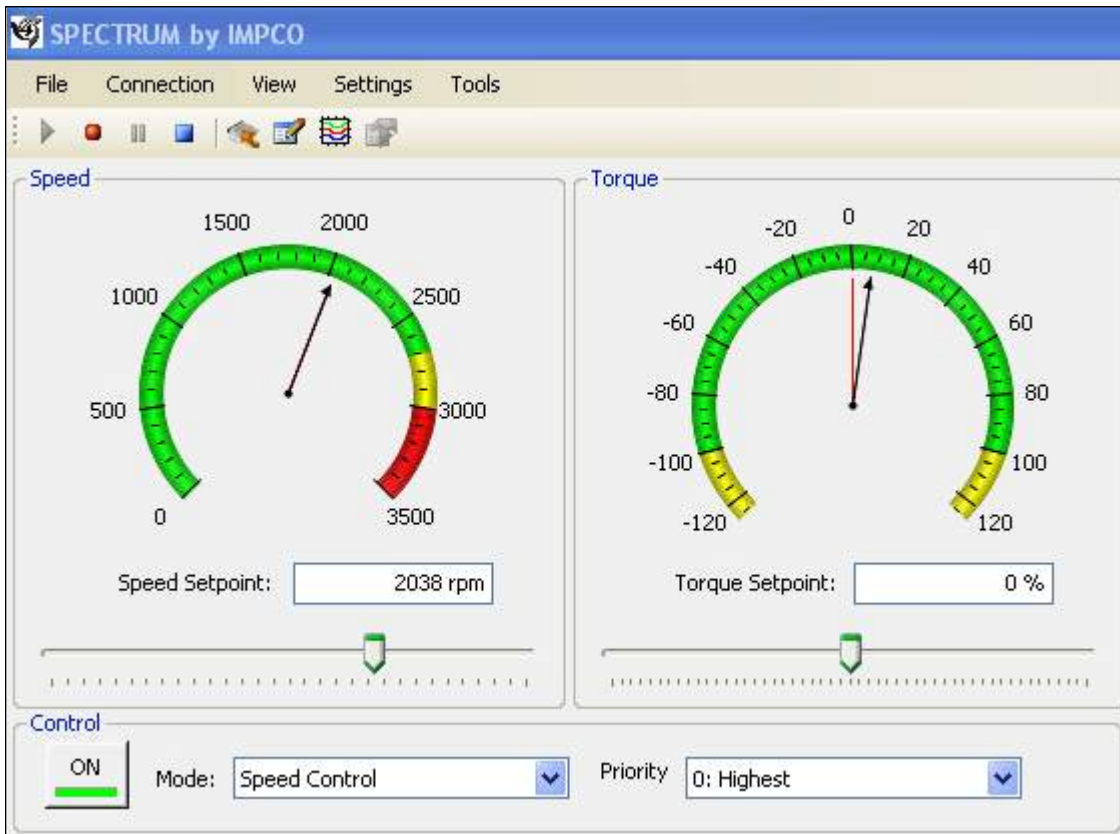 SPECTRUM by IMPCO
File Connection View Settings Tools
Speed
0
500
1000
1500
2000
2500
3000
3500
Speed Setpoint: 2038 rpm
Torque
-120
-100
-80
-60
-40
-20
0
20
40
60
80
100
120
Torque Setpoint: 0 %
Control
ON Mode: Speed Control Priority 0: Highest